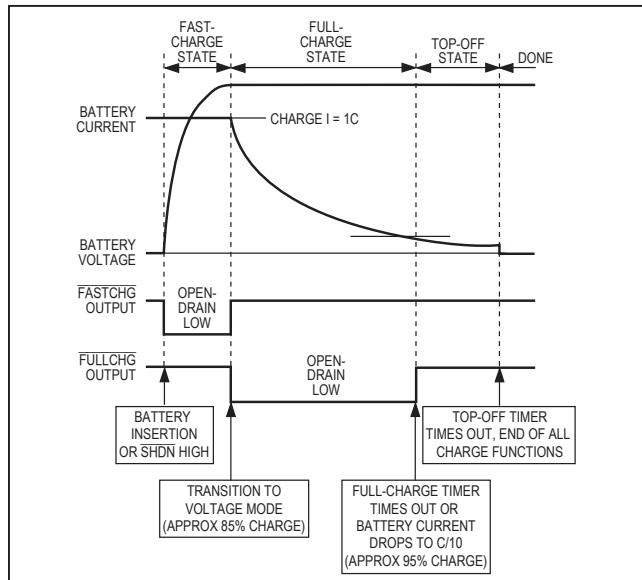 FAST-
CHARGE
STATE
FULL-
CHARGE
STATE
TOP-OFF
STATE
DONE
BATTERY
CURRENT
CHARGE I = 1C
BATTERY
VOLTAGE
FASTCHG
OUTPUT
OPEN-
DRAIN
LOW
FULLCHG
OUTPUT
OPEN-
DRAIN
LOW
BATTERY
INSERTION
OR SHDN HIGH
TOP-OFF TIMER
TIMES OUT, END OF ALL
CHARGE FUNCTIONS
TRANSITION TO
VOLTAGE MODE
(APPROX 85% CHARGE)
FULL-CHARGE TIMER
TIMES OUT OR
BATTERY CURRENT
DROPS TO C/10
(APPROX 95% CHARGE)